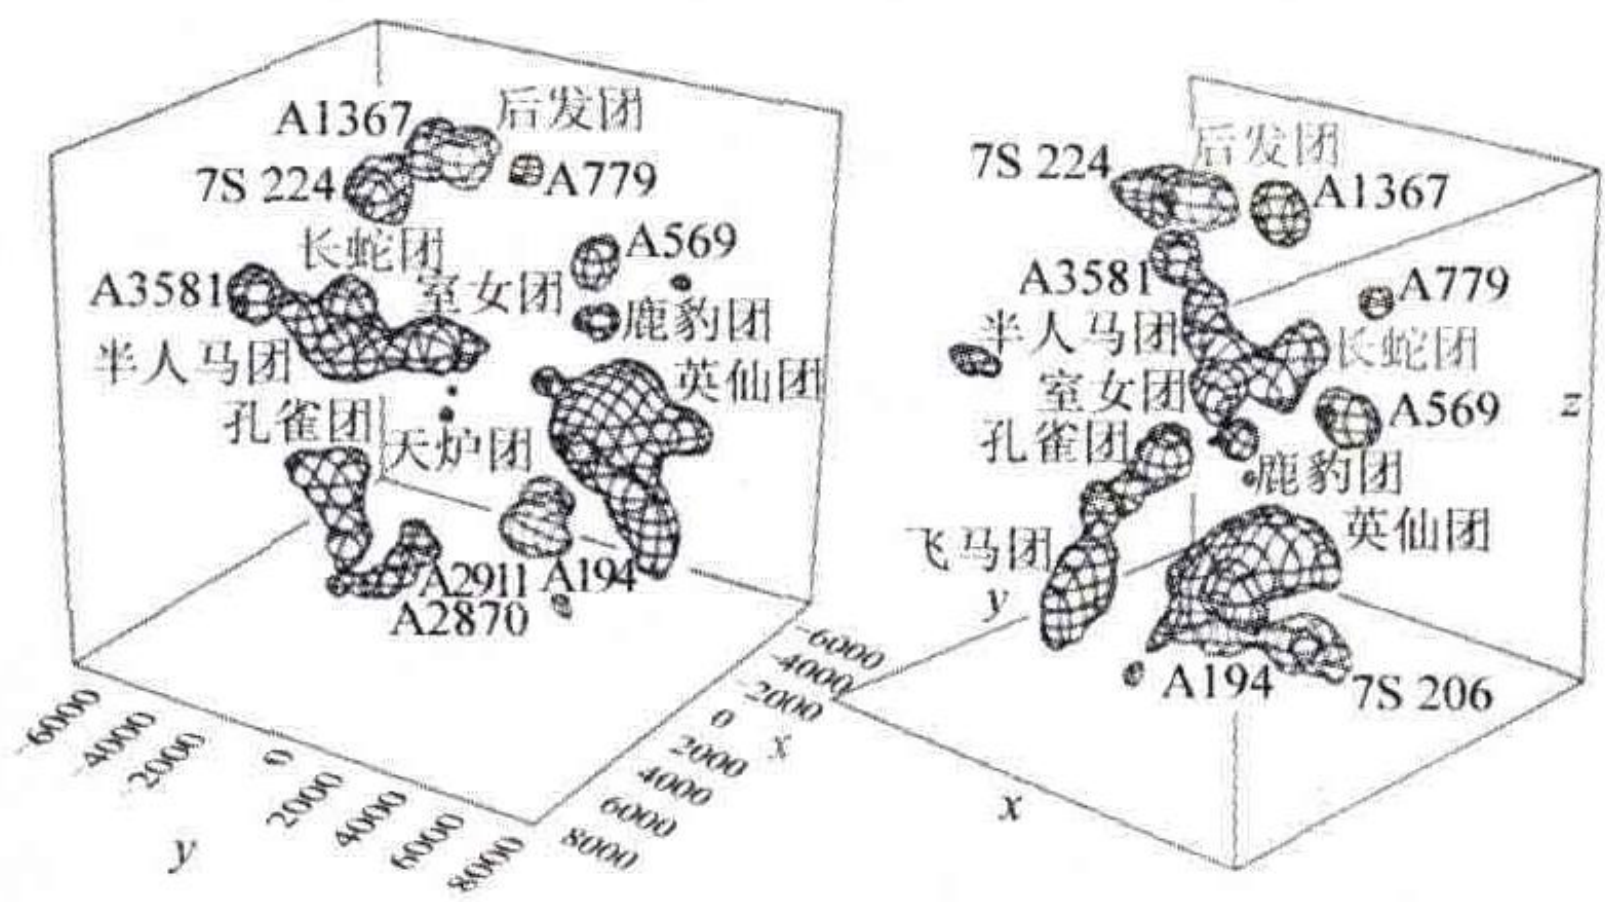 A1367
后发团
7S 224
A779
长蛇团
A569
A3581
室女团
鹿豹团
半人马团
英仙团
孔雀团
天炉团
A2911
A194
A2870
-6000
-4000
-2000
0
2000
4000
6000
8000
y
-6000
-4000
-2000
0
2000
4000
6000
8000
x
后发团
7S 224
A1367
A3581
A779
半人马团
长蛇团
室女团
A569
z
孔雀团
鹿豹团
飞马团
英仙团
y
A194
7S 206
x